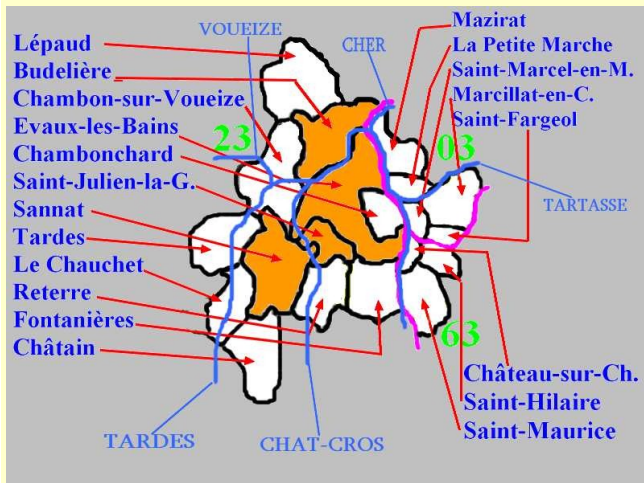 VOUEIZE
Lépaud
Budelière
Chambon-sur-Voueize
Evaux-les-Bains
Chambonchard
Saint-Julien-la-G.
Sannat
Tardes
Le Chauchet
Reterre
Fontanières
Châtain
23
CHER
Mazirat
La Petite Marche
Saint-Marcel-en-M.
Marcillat-en-C.
Saint-Fargeol
03
TARTASSE
63
Château-sur-Ch.
Saint-Hilaire
Saint-Maurice
TARDES
CHAT-CROS